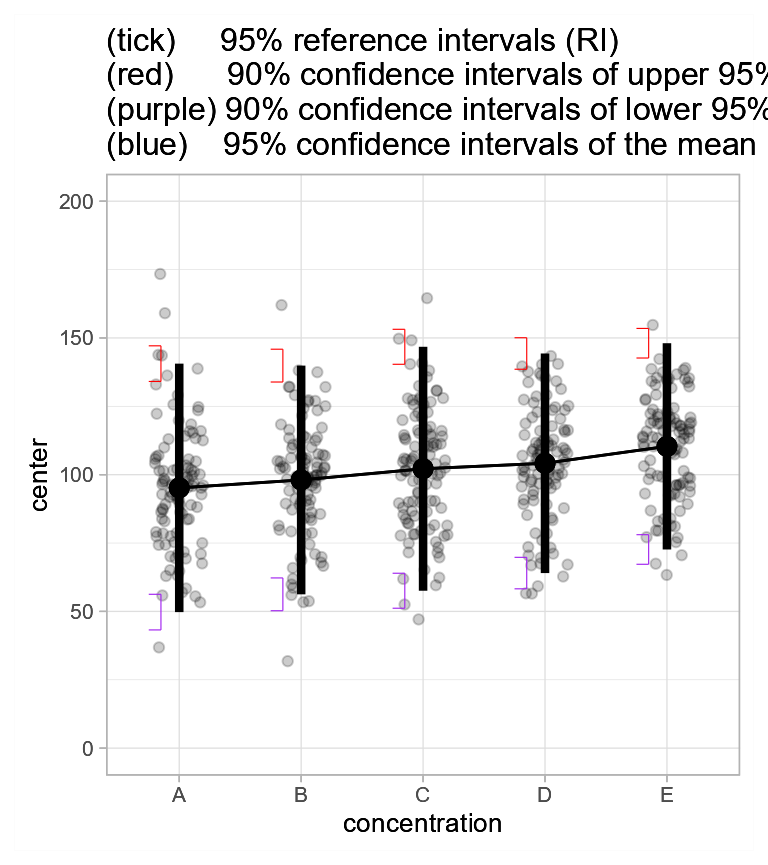 (tick) 95% reference intervals (RI)
(red) 90% confidence intervals of upper 95%
(purple) 90% confidence intervals of lower 95%
(blue) 95% confidence intervals of the mean
200
150
100
50
0
center
A B C D E
concentration